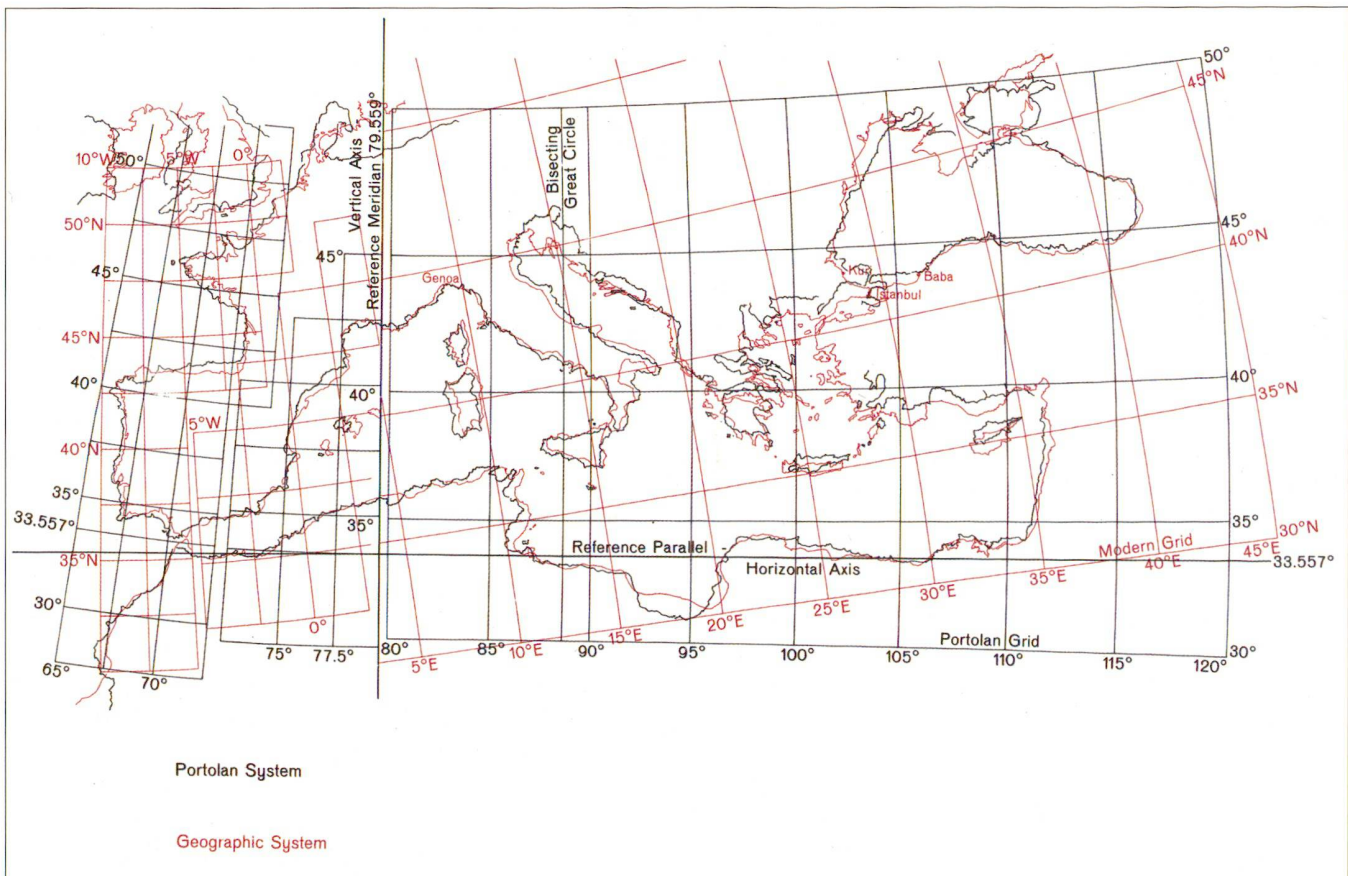 50°
45°N
Vertical Axis
Reference Meridian 79.559°
Bisecting
Great Circle
10°W
50°
5°W
0°
50°N
45°
45°
45°
40°N
Genoa
Baba
Istanbul
45°N
40°
40°
40°
35°N
5°W
40°N
35°
35°
35°
33.557°
30°N
Reference Parallel
Modern Grid
45°E
40°E
33.557°
35°N
Horizontal Axis
35°E
30°E
25°E
20°E
15°E
10°E
5°E
30°
0°
Portolan Grid
30°
65°
70°
75°
77.5°
80°
85°
90°
95°
100°
105°
110°
115°
120°
Portolan System
Geographic System